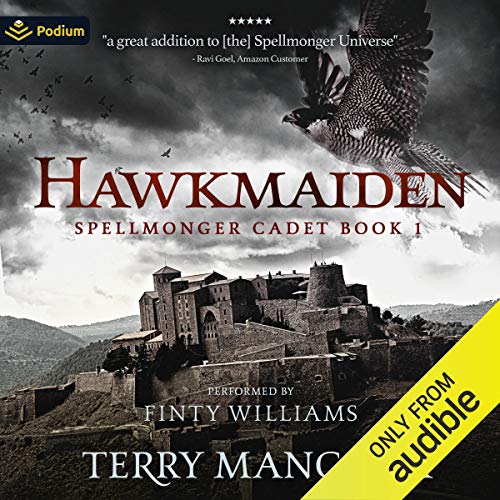 Podium
★★★★★
"a great addition to [the] Spellmonger Universe"
- Ravi Goel, Amazon Customer
HAWKMAIDEN
SPELLMONGER CADET BOOK 1
PERFORMED BY
FINTY WILLIAMS
TERRY
ONLY FROM
audible